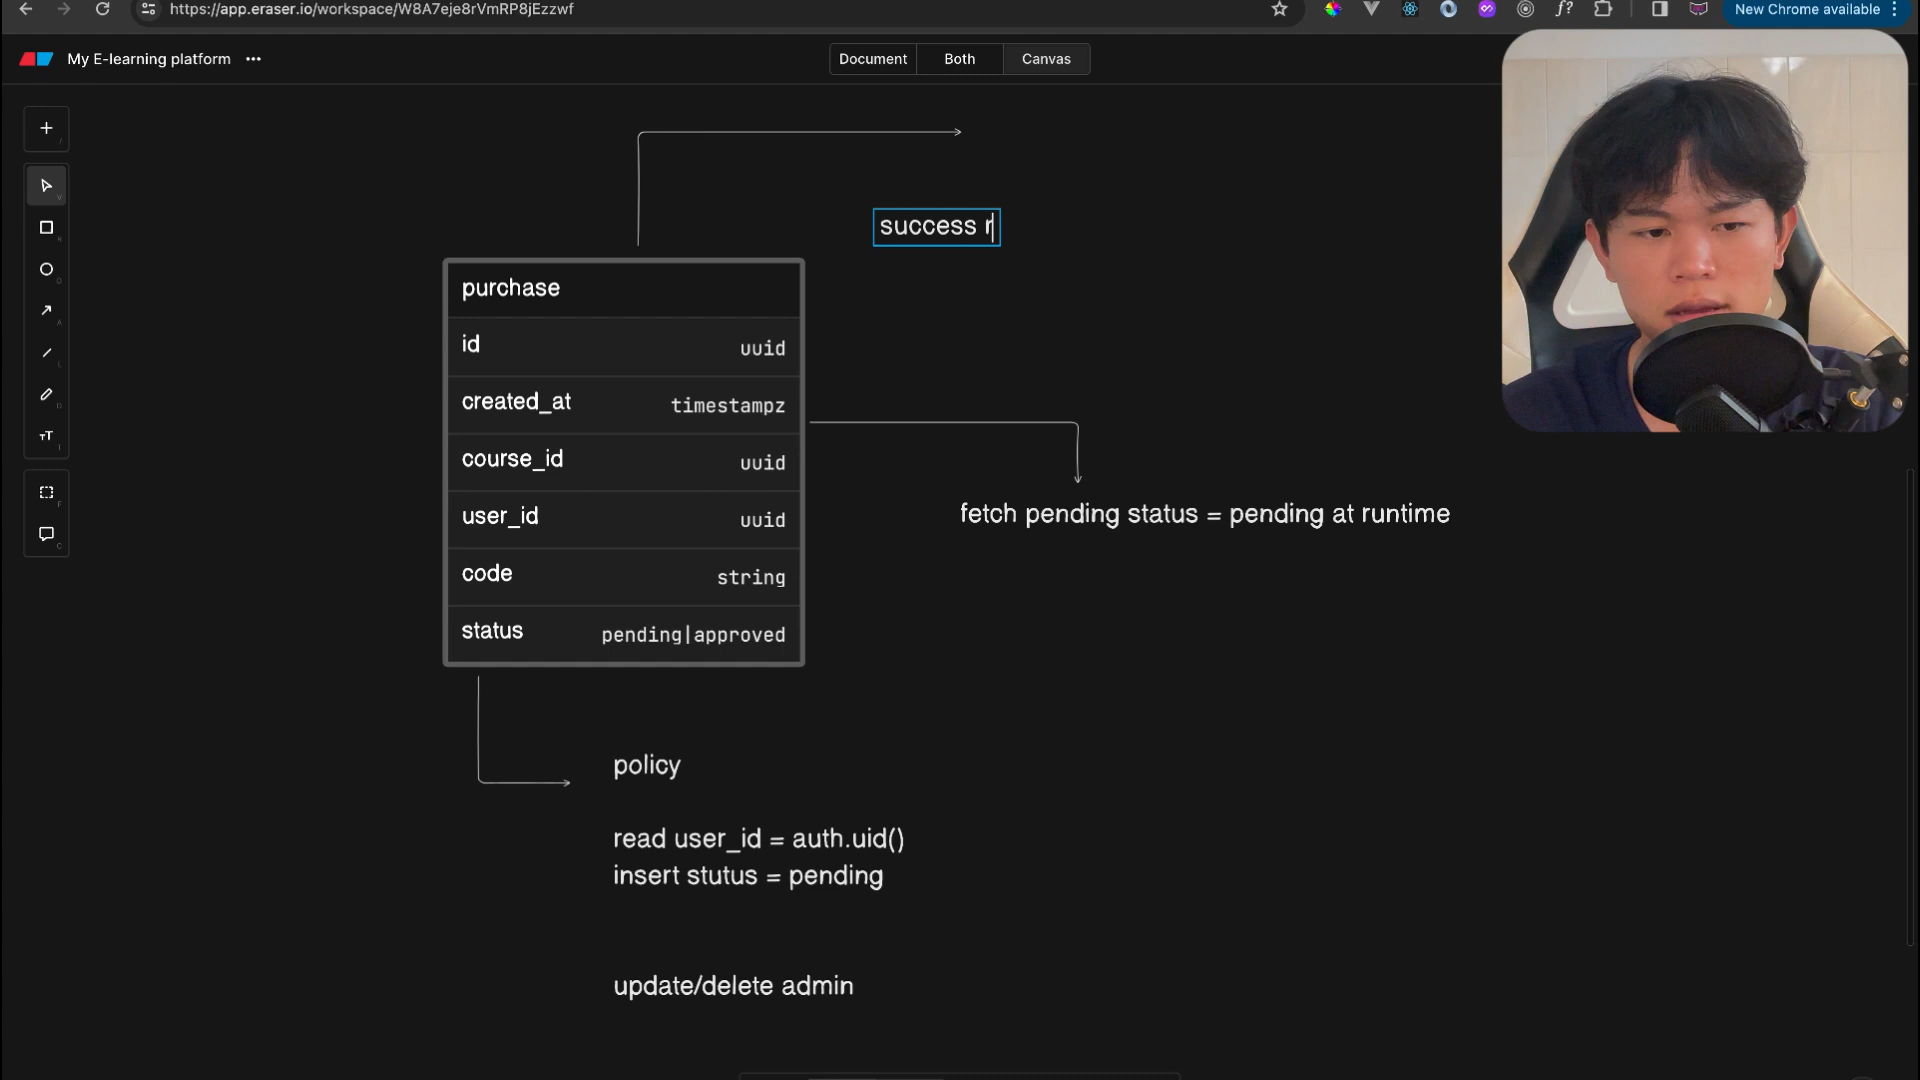 https://app.eraser.io/workspace/W8A7eje8rVmRP8jEzzwf
f?
New Chrome available
My E-learning platform
Document
Both
Canvas
success r
purchase
id uuid
created_at timestampz
course_id uuid
user_id uuid
code string
status pending|approved
fetch pending status = pending at runtime
policy
read user_id = auth.uid()
insert stutus = pending
update/delete admin